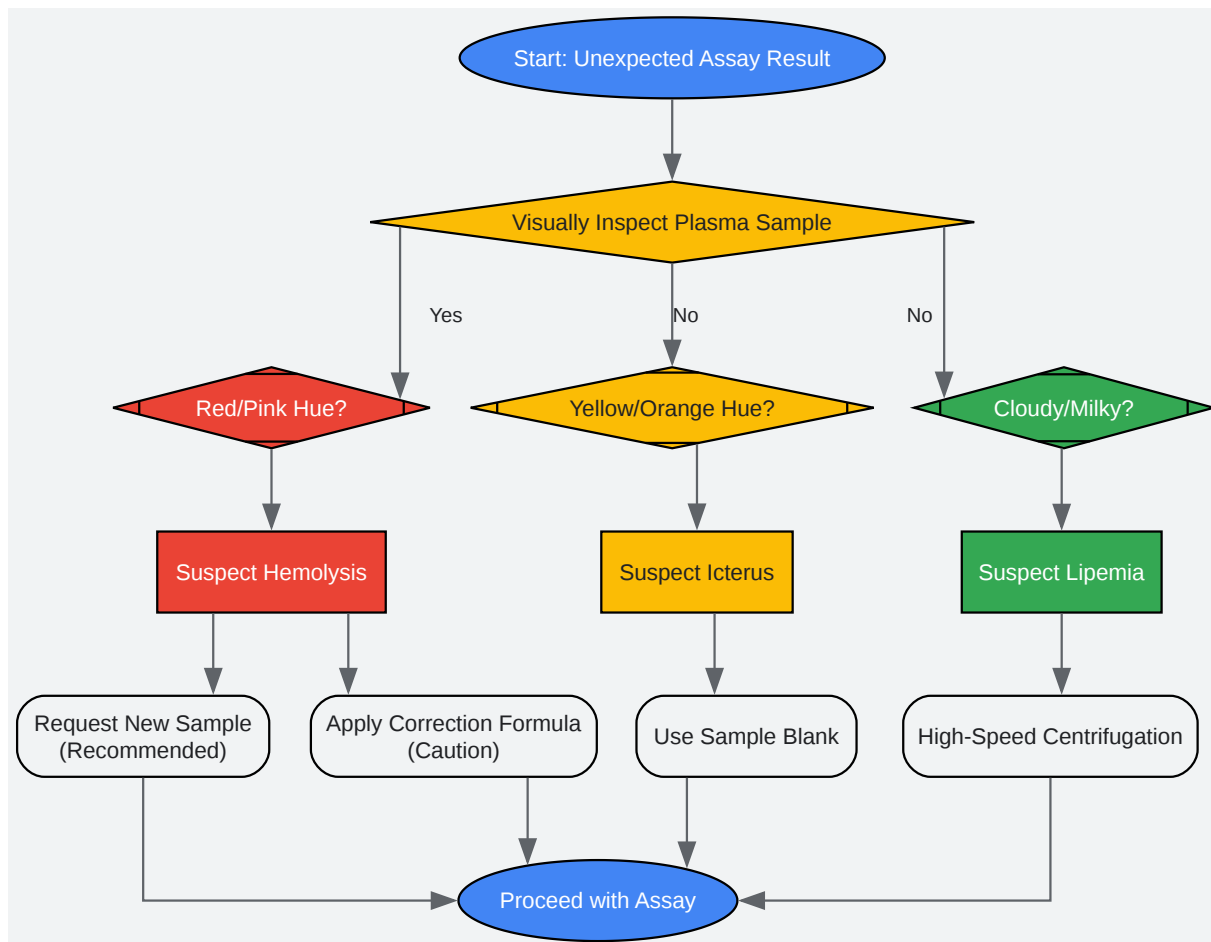 Start: Unexpected Assay Result
Visually Inspect Plasma Sample
Yes
No
No
Red/Pink Hue?
Yellow/Orange Hue?
Cloudy/Milky?
Suspect Hemolysis
Suspect Icterus
Suspect Lipemia
Request New Sample
(Recommended)
Apply Correction Formula
(Caution)
Use Sample Blank
High-Speed Centrifugation
Proceed with Assay